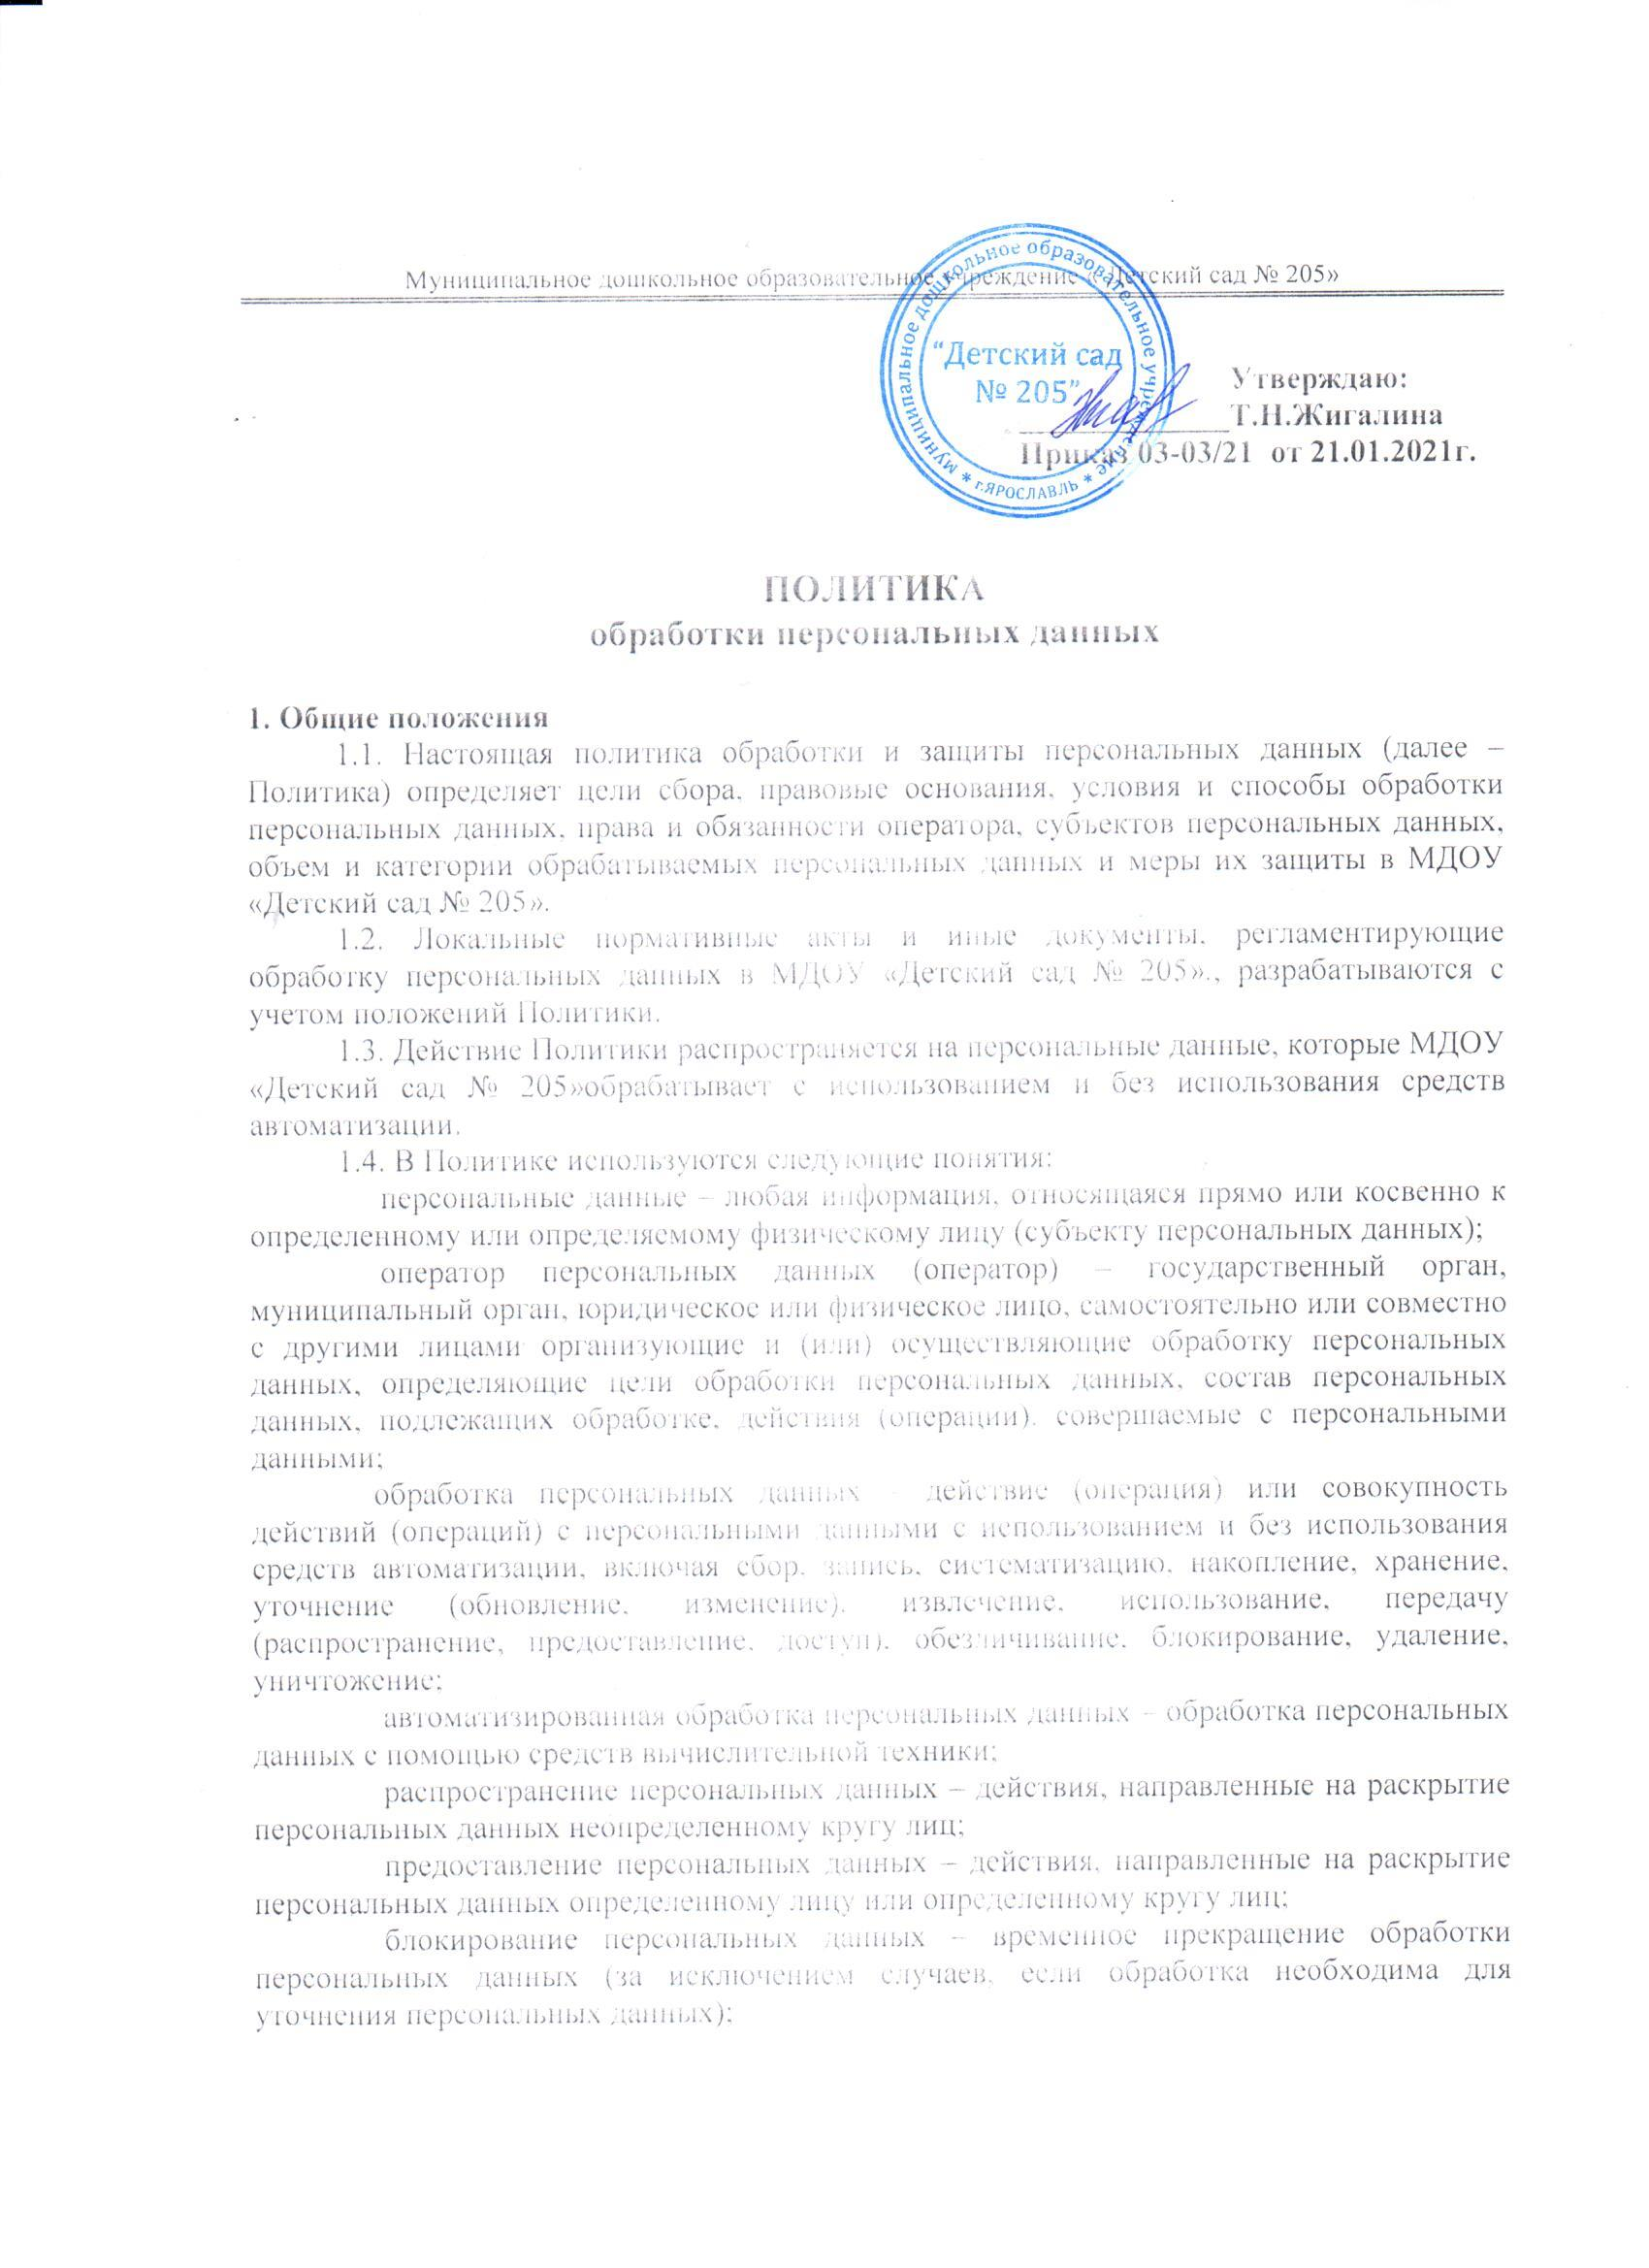 Муниципальное дошкольное образовательное учреждение «Детский сад № 205»
муниципальное дошкольное образовательное учреждение
* г.ЯРОСЛАВЛЬ *
“Детский сад
№ 205”
Утверждаю:
Т.Н.Жигалина
Приказ 03-03/21 от 21.01.2021г.
ПОЛИТИКА
обработки персональных данных
1. Общие положения
1.1. Настоящая политика обработки и защиты персональных данных (далее –
Политика) определяет цели сбора, правовые основания, условия и способы обработки
персональных данных, права и обязанности оператора, субъектов персональных данных,
объем и категории обрабатываемых персональных данных и меры их защиты в МДОУ
«Детский сад № 205».
1.2. Локальные нормативные акты и иные документы, регламентирующие
обработку персональных данных в МДОУ «Детский сад № 205»., разрабатываются с
учетом положений Политики.
1.3. Действие Политики распространяется на персональные данные, которые МДОУ
«Детский сад № 205»обрабатывает с использованием и без использования средств
автоматизации.
1.4. В Политике используются следующие понятия:
персональные данные – любая информация, относящаяся прямо или косвенно к
определенному или определяемому физическому лицу (субъекту персональных данных);
оператор персональных данных (оператор) – государственный орган,
муниципальный орган, юридическое или физическое лицо, самостоятельно или совместно
с другими лицами организующие и (или) осуществляющие обработку персональных
данных, определяющие цели обработки персональных данных, состав персональных
данных, подлежащих обработке, действия (операции), совершаемые с персональными
данными;
обработка персональных данных – действие (операция) или совокупность
действий (операций) с персональными данными с использованием и без использования
средств автоматизации, включая сбор, запись, систематизацию, накопление, хранение,
уточнение (обновление, изменение), извлечение, использование, передачу
(распространение, предоставление, доступ), обезличивание, блокирование, удаление,
уничтожение;
автоматизированная обработка персональных данных – обработка персональных
данных с помощью средств вычислительной техники;
распространение персональных данных – действия, направленные на раскрытие
персональных данных неопределенному кругу лиц;
предоставление персональных данных – действия, направленные на раскрытие
персональных данных определенному лицу или определенному кругу лиц;
блокирование персональных данных – временное прекращение обработки
персональных данных (за исключением случаев, если обработка необходима для
уточнения персональных данных);